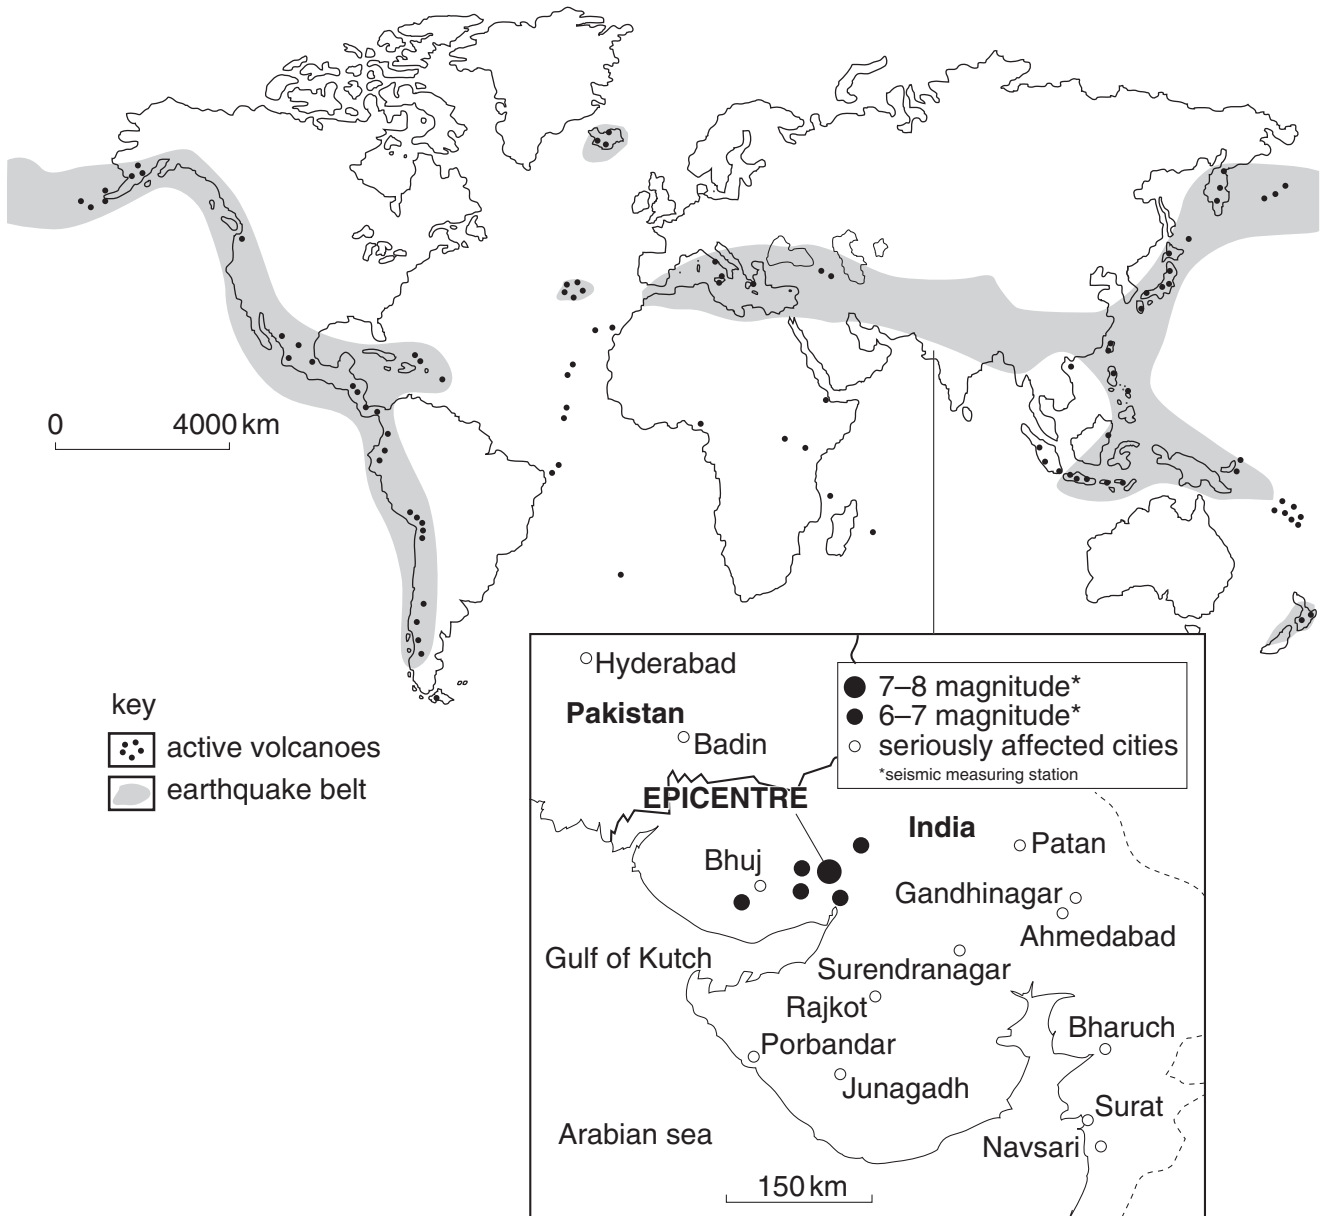 0 4000 km
key
active volcanoes
earthquake belt
Hyderabad
Pakistan
Badin
7–8 magnitude*
6–7 magnitude*
seriously affected cities
*seismic measuring station
EPICENTRE
India
Patan
Bhuj
Gandhinagar
Ahmedabad
Gulf of Kutch
Surendranagar
Rajkot
Bharuch
Porbandar
Junagadh
Surat
Arabian sea
Navsari
150 km